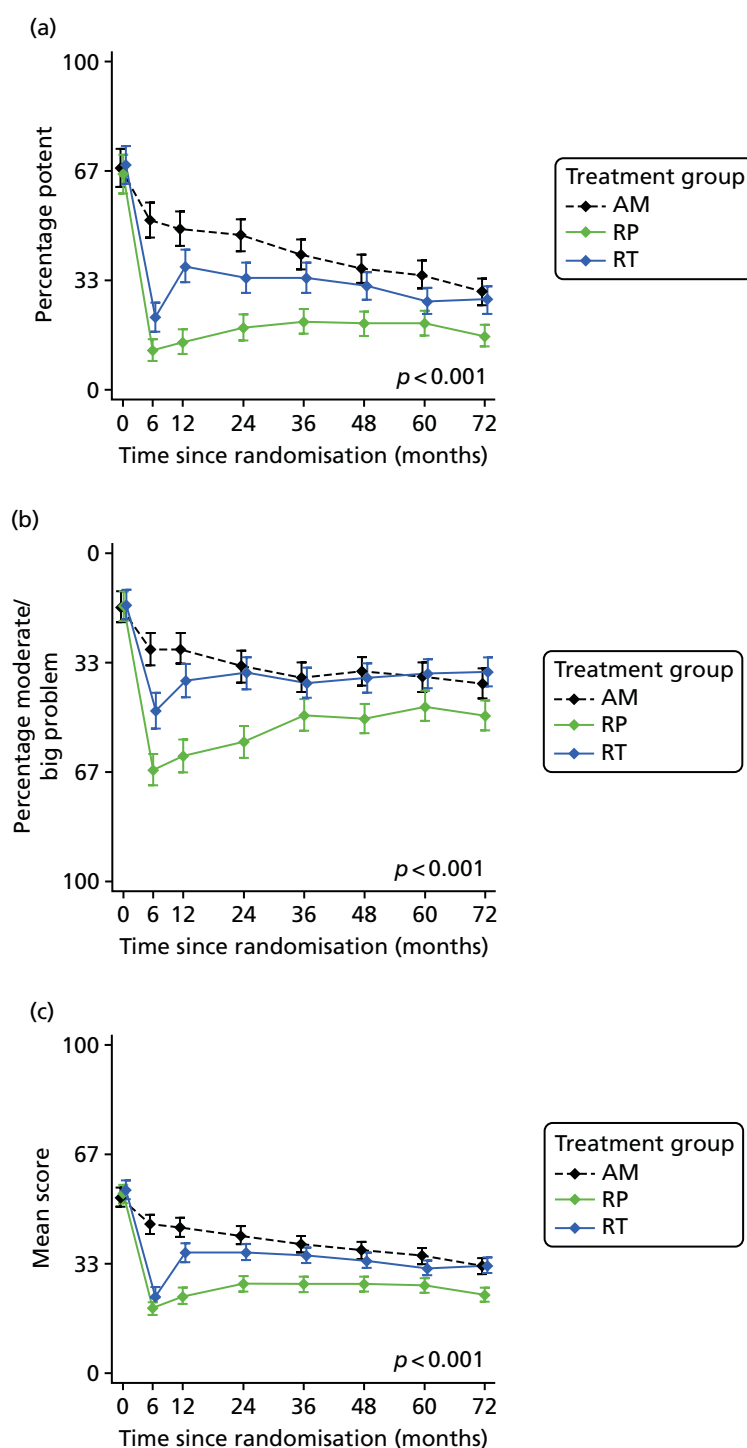 (a)
100
67
33
0
Percentage potent
0 6 12 24 36 48 60 72
Time since randomisation (months)
p < 0.001
Treatment group
AM
RP
RT
(b)
0
33
67
100
Percentage moderate/
big problem
0 6 12 24 36 48 60 72
Time since randomisation (months)
p < 0.001
Treatment group
AM
RP
RT
(c)
100
67
33
0
Mean score
0 6 12 24 36 48 60 72
Time since randomisation (months)
p < 0.001
Treatment group
AM
RP
RT